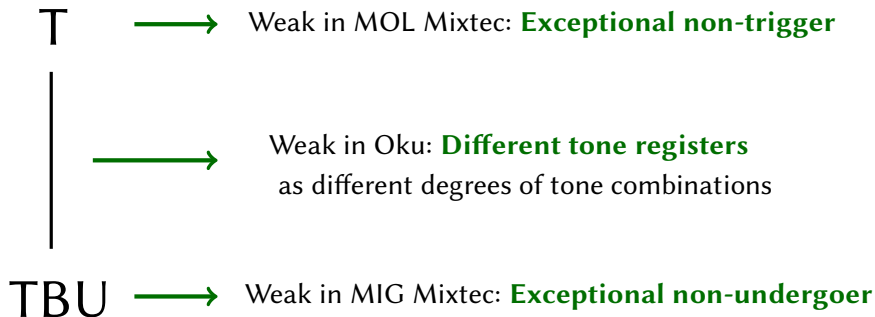 T
Weak in MOL Mixtec: Exceptional non-trigger
Weak in Oku: Different tone registers
as different degrees of tone combinations
TBU
Weak in MIG Mixtec: Exceptional non-undergoer